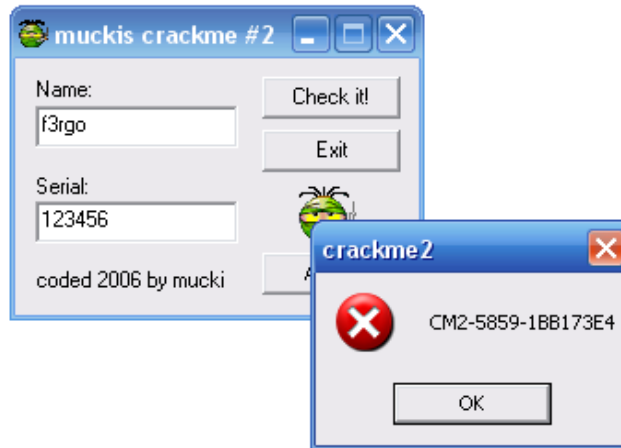 muckis crackme #2
Name:
f3rgo
Check it!
Exit
Serial:
123456
coded 2006 by mucki
crackme2
CM2-5859-1BB173E4
OK